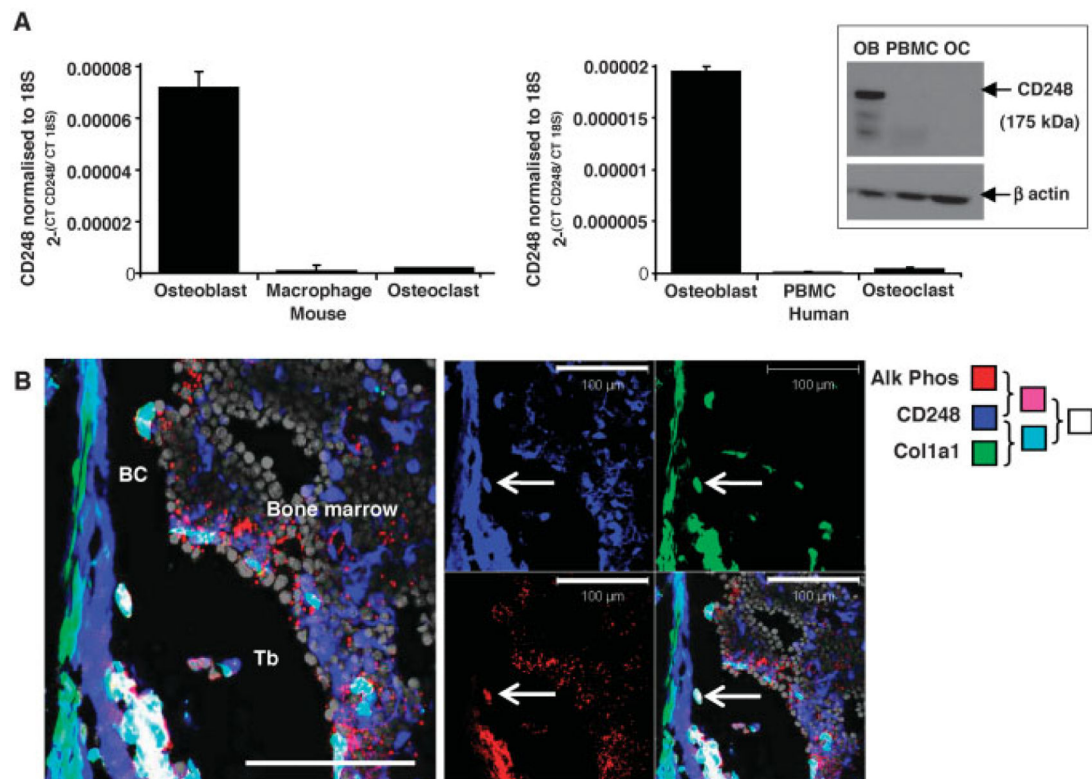 A
CD248 normalised to 18S
2-(CT CD248/ CT 18S)
0.00008
0.00006
0.00004
0.00002
0
Osteoblast Macrophage Osteoclast
Mouse
CD248 normalised to 18S
2-(CT CD248/ CT 18S)
0.00002
0.000015
0.00001
0.000005
0
Osteoblast PBMC Osteoclast
Human
OB PBMC OC
CD248
(175 kDa)
β actin
B
BC
Bone marrow
Tb
100 µm
100 µm
100 µm
100 µm
Alk Phos
CD248
Col1a1